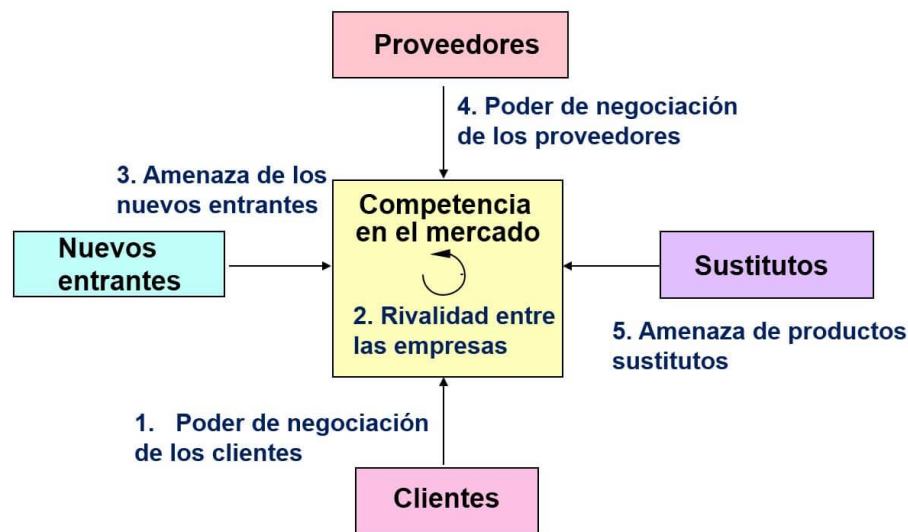 Proveedores
4. Poder de negociación
de los proveedores
3. Amenaza de los
nuevos entrantes
Competencia
en el mercado
Nuevos
entrantes
Sustitutos
2. Rivalidad entre
las empresas
5. Amenaza de productos
sustitutos
1. Poder de negociación
de los clientes
Clientes